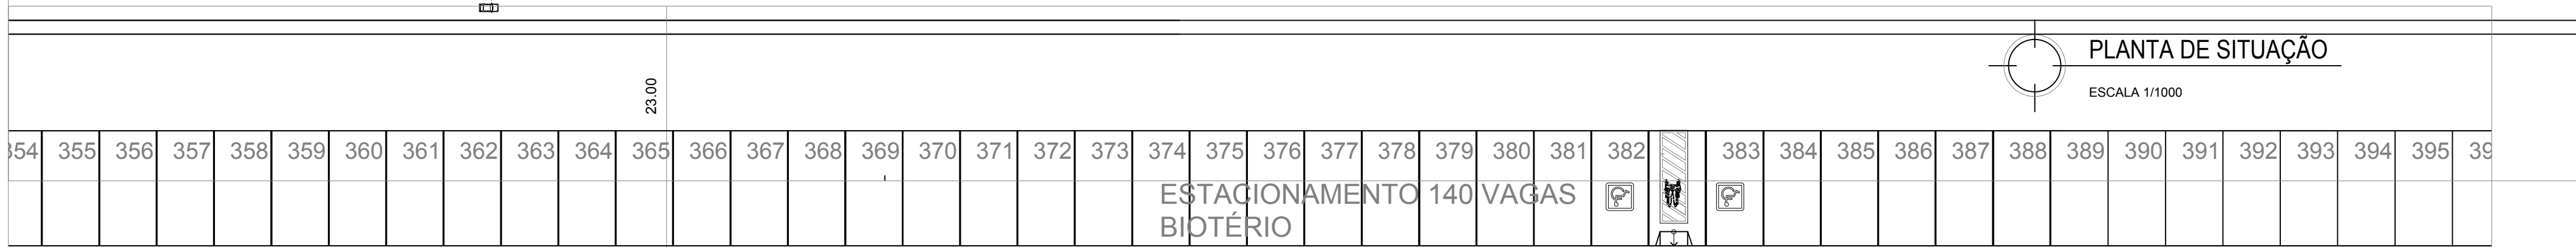 PLANTA DE SITUAÇÃO
ESCALA 1/1000
23.00
354 355 356 357 358 359 360 361 362 363 364 365 366 367 368 369 370 371 372 373 374 375 376 377 378 379 380 381 382 383 384 385 386 387 388 389 390 391 392 393 394 395 39
ESTACIONAMENTO 140 VAGAS
BIOTÉRIO